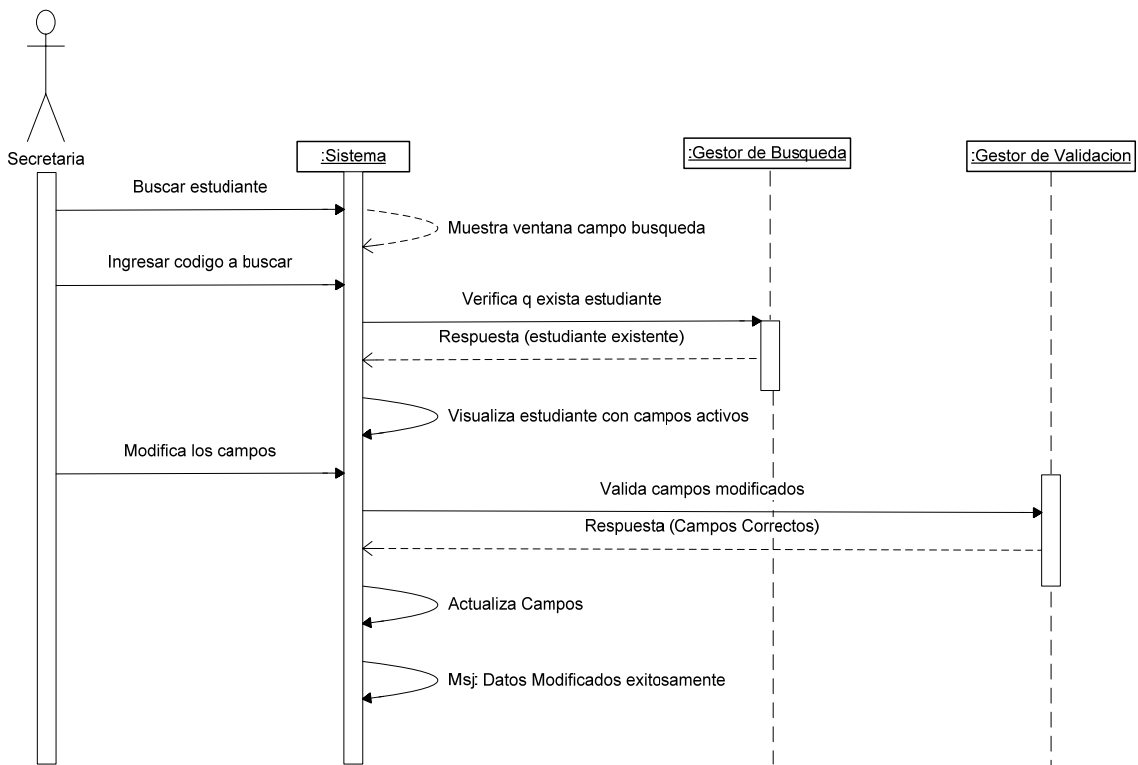 Secretaria
:Sistema
:Gestor de Busqueda
:Gestor de Validacion
Buscar estudiante
Muestra ventana campo busqueda
Ingresar codigo a buscar
Verifica q exista estudiante
Respuesta (estudiante existente)
Visualiza estudiante con campos activos
Modifica los campos
Valida campos modificados
Respuesta (Campos Correctos)
Actualiza Campos
Msj: Datos Modificados exitosamente